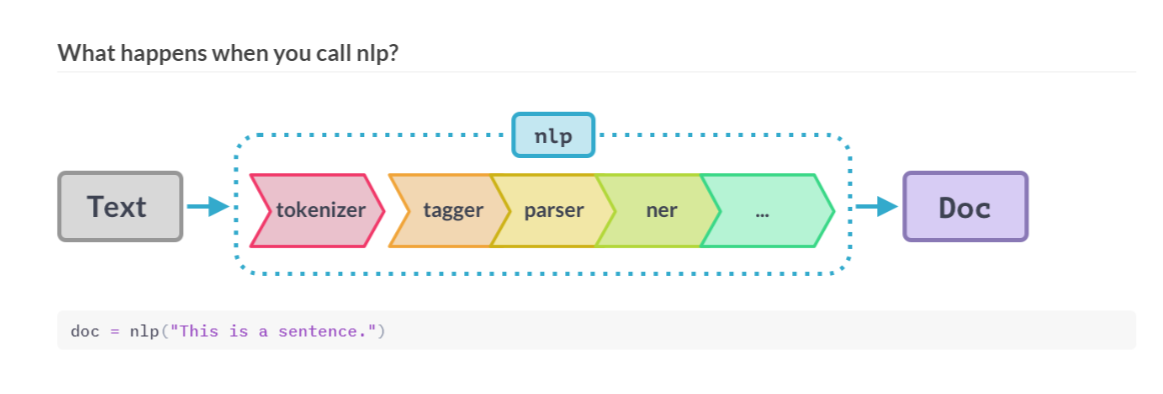 What happens when you call nlp?
nlp
Text
tokenizer
tagger
parser
ner
...
Doc
doc = nlp("This is a sentence.")